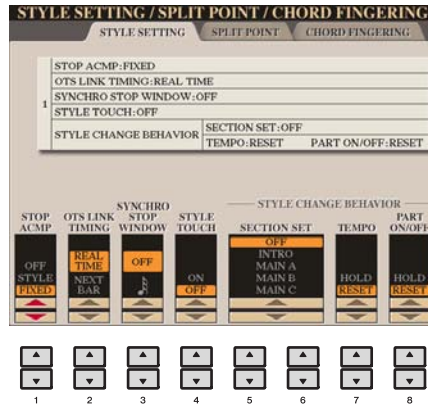 STYLE SETTING / SPLIT POINT / CHORD FINGERING
STYLE SETTING SPLIT POINT CHORD FINGERING
STOP ACMP:FIXED
OTS LINK TIMING:REAL TIME
SYNCHRO STOP WINDOW:OFF
1
STYLE TOUCH:OFF
STYLE CHANGE BEHAVIOR
SECTION SET:OFF
TEMPO:RESET PART ON/OFF:RESET
STYLE CHANGE BEHAVIOR
STOP ACMP
OTS LINK TIMING
SYNCHRO STOP WINDOW
STYLE TOUCH
SECTION SET
TEMPO
PART ON/OFF
OFF
STYLE
FIXED
REAL TIME
NEXT BAR
OFF
ON
OFF
OFF
INTRO
MAIN A
MAIN B
MAIN C
HOLD
RESET
HOLD
RESET
1 2 3 4 5 6 7 8